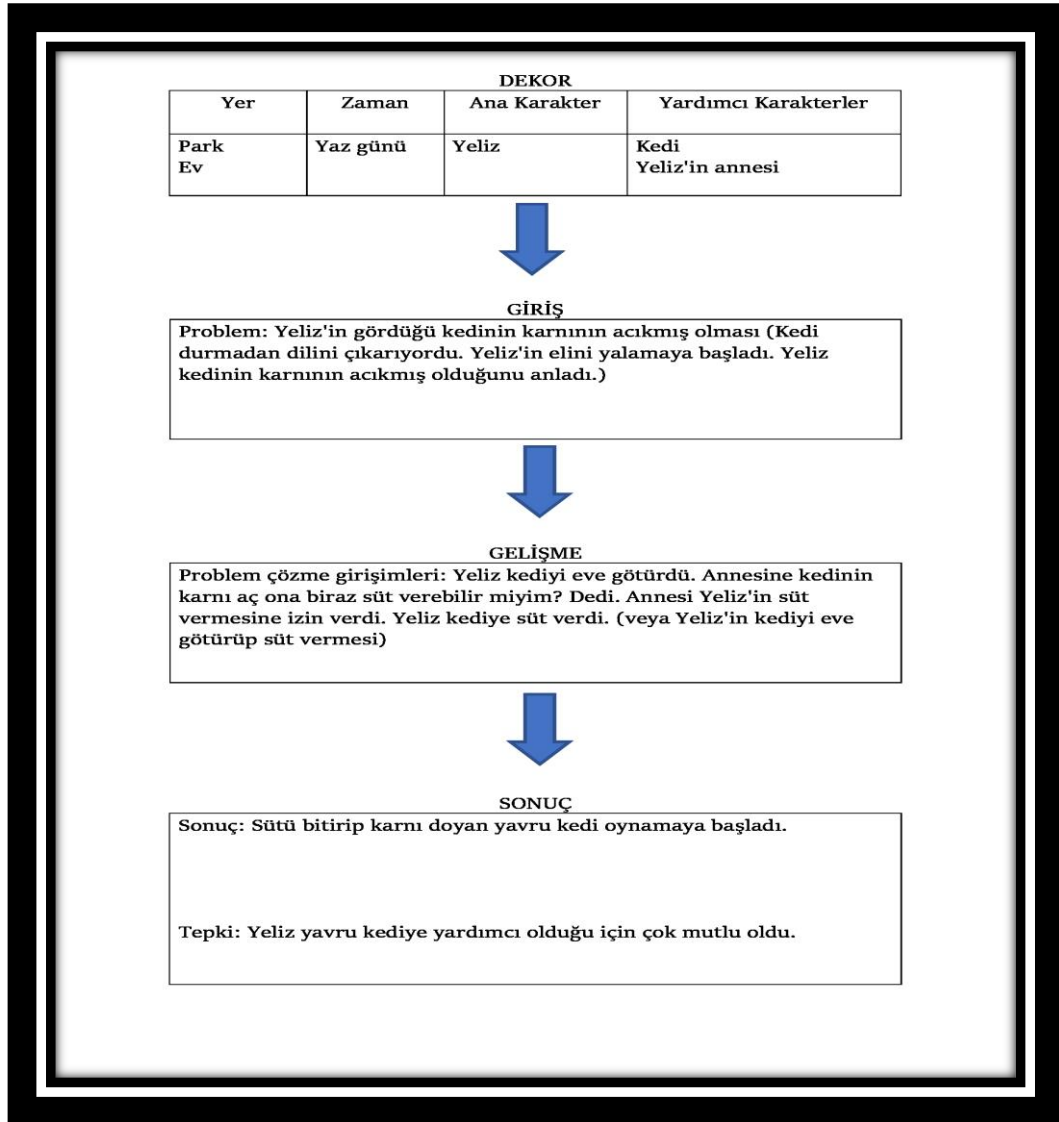 DEKOR
Yer Zaman Ana Karakter Yardımcı Karakterler
Park Yaz günü Yeliz Kedi
Ev Yeliz'in annesi
GİRİŞ
Problem: Yeliz'in gördüğü kedinin karnının acıkmış olması (Kedi
durmadan dilini çıkarıyordu. Yeliz'in elini yalamaya başladı. Yeliz
kedinin karnının acıkmış olduğunu anladı.)
GELİŞME
Problem çözme girişimleri: Yeliz kediyi eve götürdü. Annesine kedinin
karnı aç ona biraz süt verebilir miyim? Dedi. Annesi Yeliz'in süt
vermesine izin verdi. Yeliz kediye süt verdi. (veya Yeliz'in kediyi eve
götürüp süt vermesi)
SONUÇ
Sonuç: Sütü bitirip karnı doyan yavru kedi oynamaya başladı.
Tepki: Yeliz yavru kediye yardımcı olduğu için çok mutlu oldu.